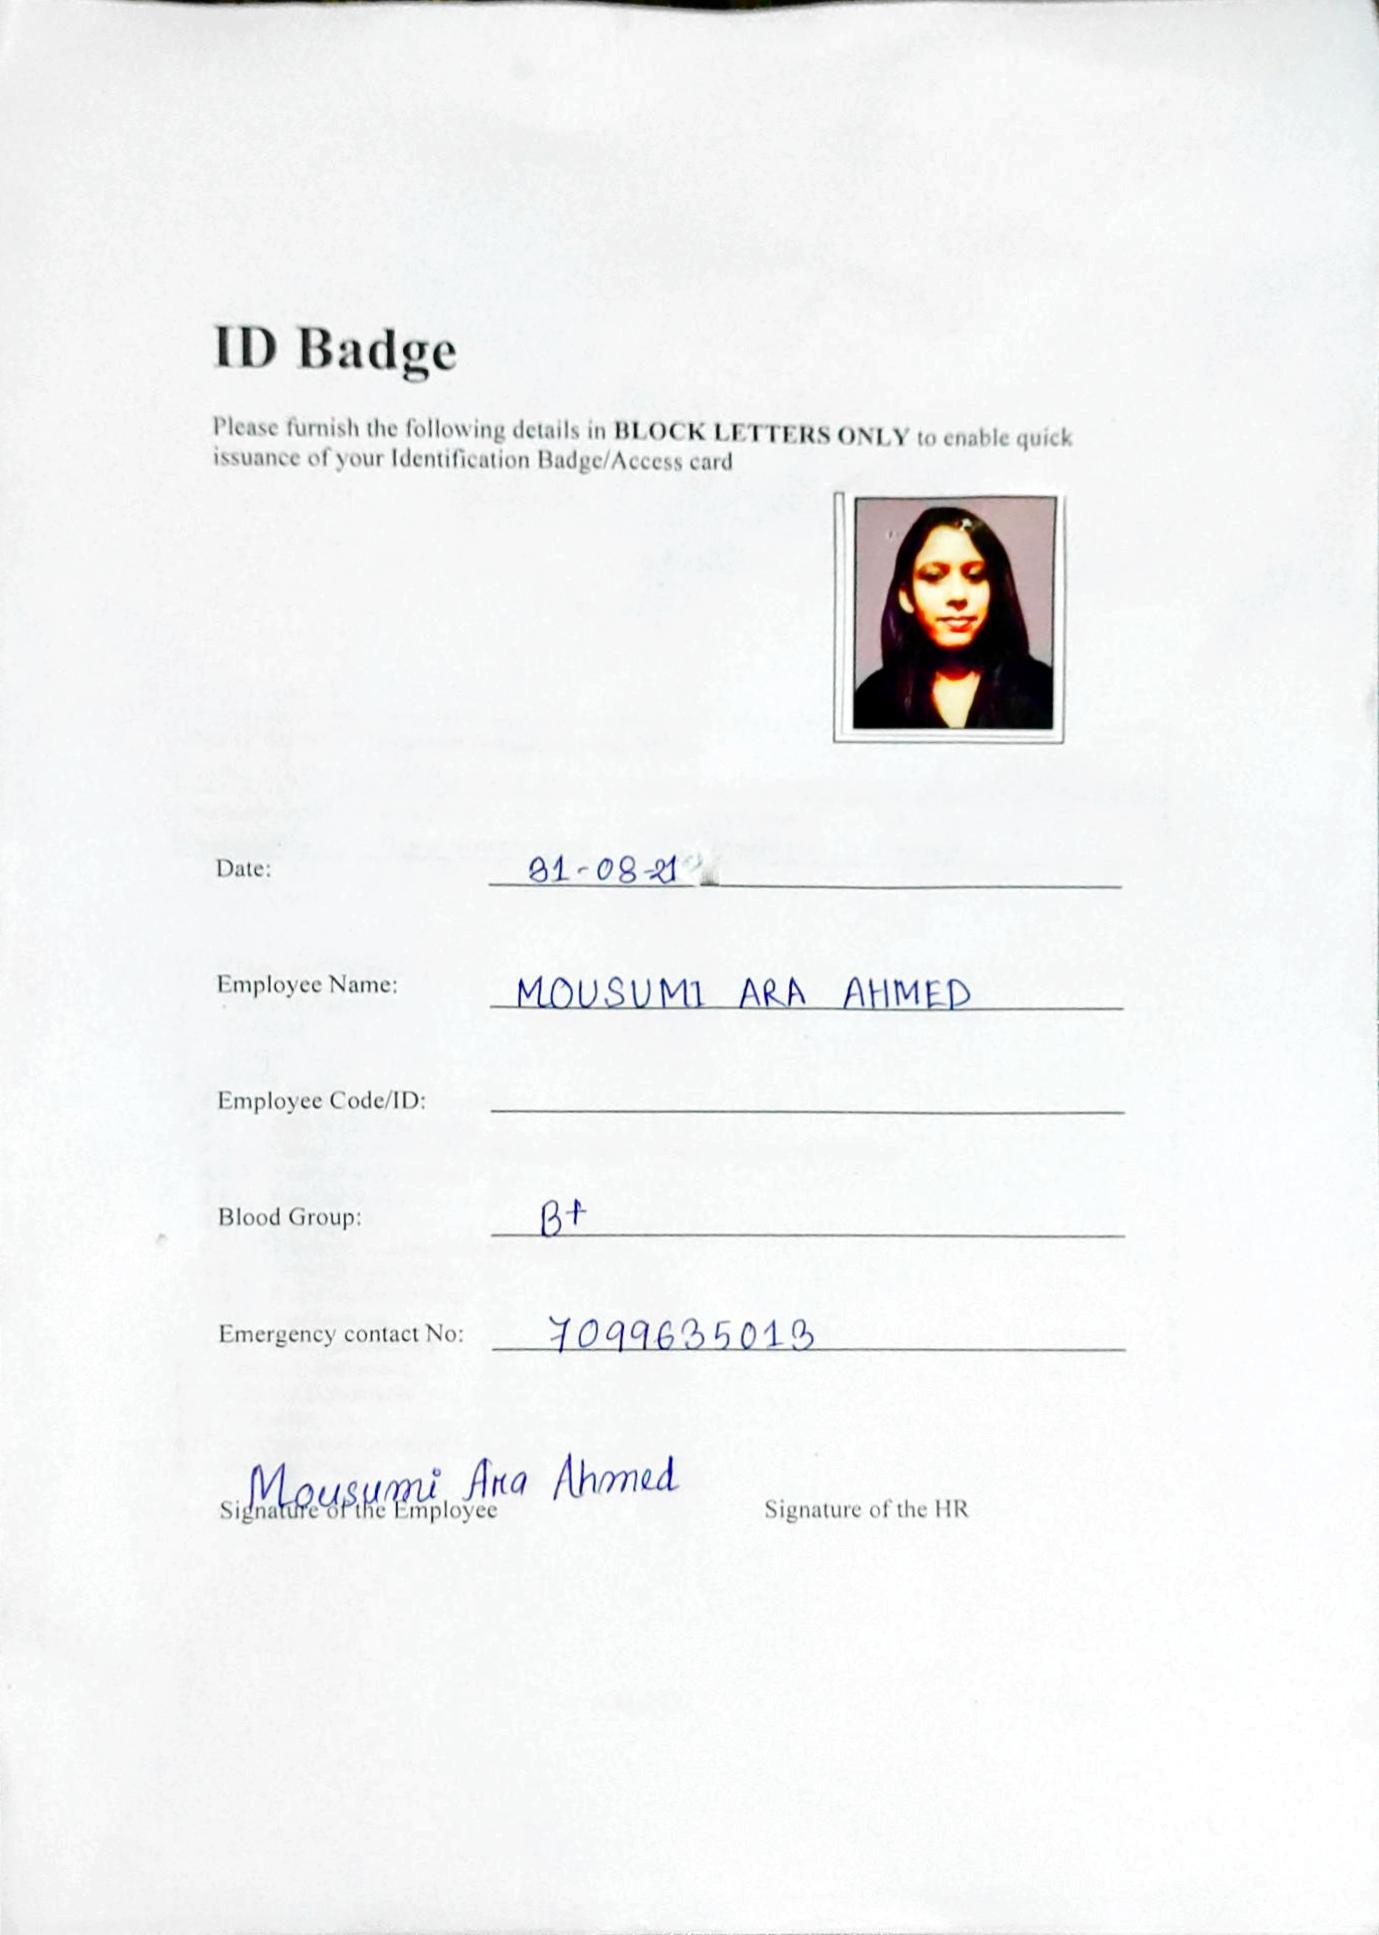 ID Badge
Please furnish the following details in BLOCK LETTERS ONLY to enable quick
issuance of your Identification Badge/Access card
Date: 31-08-21
Employee Name: MOUSUMI ARA AHMED
Employee Code/ID:
Blood Group: B+
Emergency contact No: 7099635013
Mousumi Ara Ahmed
Signature of the Employee Signature of the HR